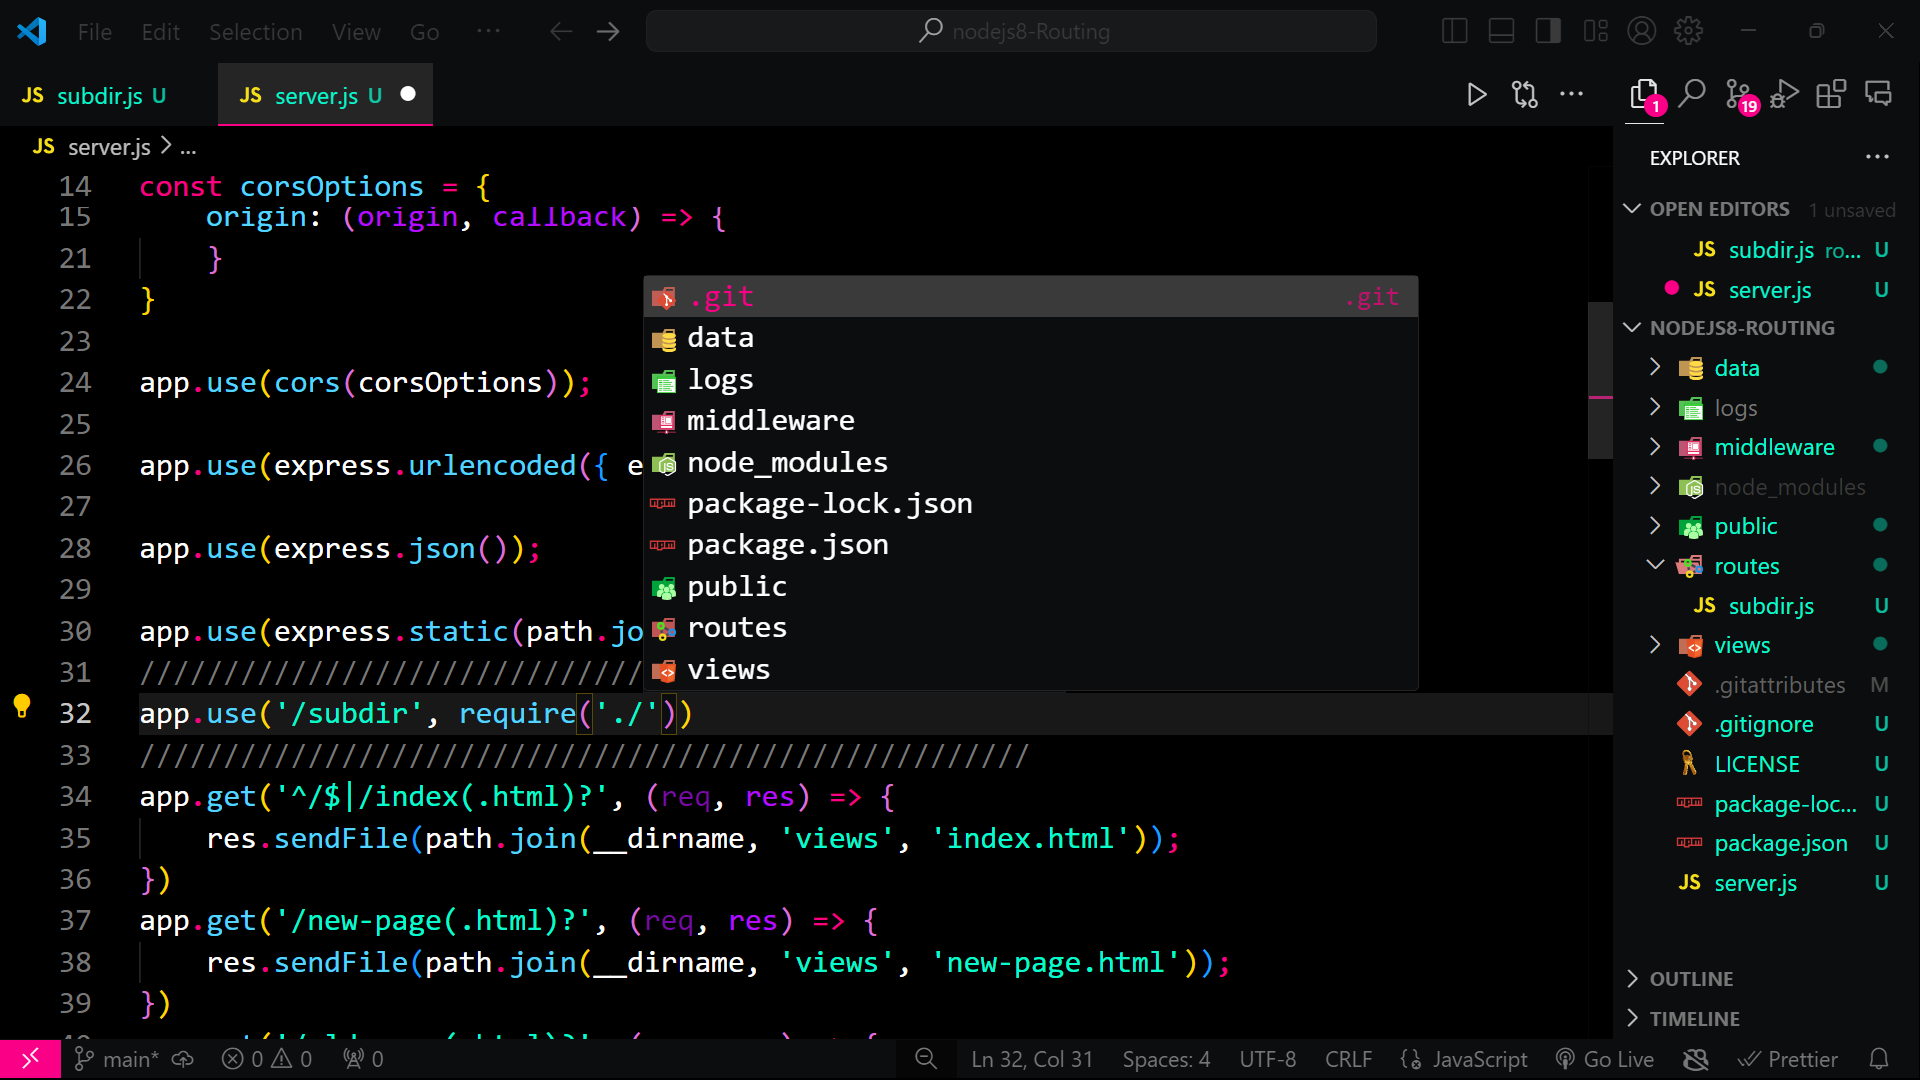 File Edit Selection View Go ... nodejs8-Routing
JS subdir.js U JS server.js U
JS server.js > ...
14 const corsOptions = {
15 origin: (origin, callback) => {
21 }
22 }
23
24 app.use(cors(corsOptions));
25
26 app.use(express.urlencoded({ e
27
28 app.use(express.json());
29
30 app.use(express.static(path.jo
31 //////////////////////////////
32 app.use('/subdir', require('./'))
33 /////////////////////////////////////////////////////
34 app.get('^/$|/index(.html)?', (req, res) => {
35 res.sendFile(path.join(__dirname, 'views', 'index.html'));
36 })
37 app.get('/new-page(.html)?', (req, res) => {
38 res.sendFile(path.join(__dirname, 'views', 'new-page.html'));
39 })
.git .git
data
logs
middleware
node_modules
package-lock.json
package.json
public
routes
views
1 19
EXPLORER ...
OPEN EDITORS 1 unsaved
JS subdir.js ro... U
JS server.js U
NODEJS8-ROUTING
data
logs
middleware
node_modules
public
routes
JS subdir.js U
views
.gitattributes M
.gitignore U
LICENSE U
package-loc... U
package.json U
JS server.js U
OUTLINE
TIMELINE
main* 0 0 0 Ln 32, Col 31 Spaces: 4 UTF-8 CRLF {} JavaScript Go Live Prettier